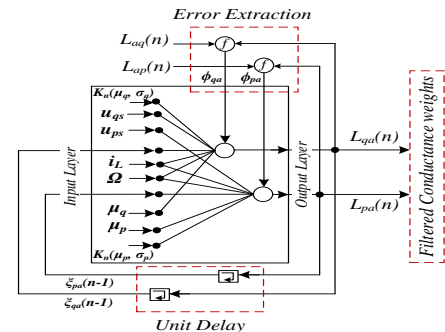 Error Extraction
L_aq(n)
f
L_ap(n)
f
ϕ_qa ϕ_pa
K_n(μ_q, σ_q)
u_qs
u_ps
i_L
Ω
μ_q
μ_p
K_n(μ_p, σ_p)
Input Layer
Output Layer
L_qa(n)
L_pa(n)
Filtered Conductance weights
ξ_pa(n-1)
ξ_qa(n-1)
Unit Delay